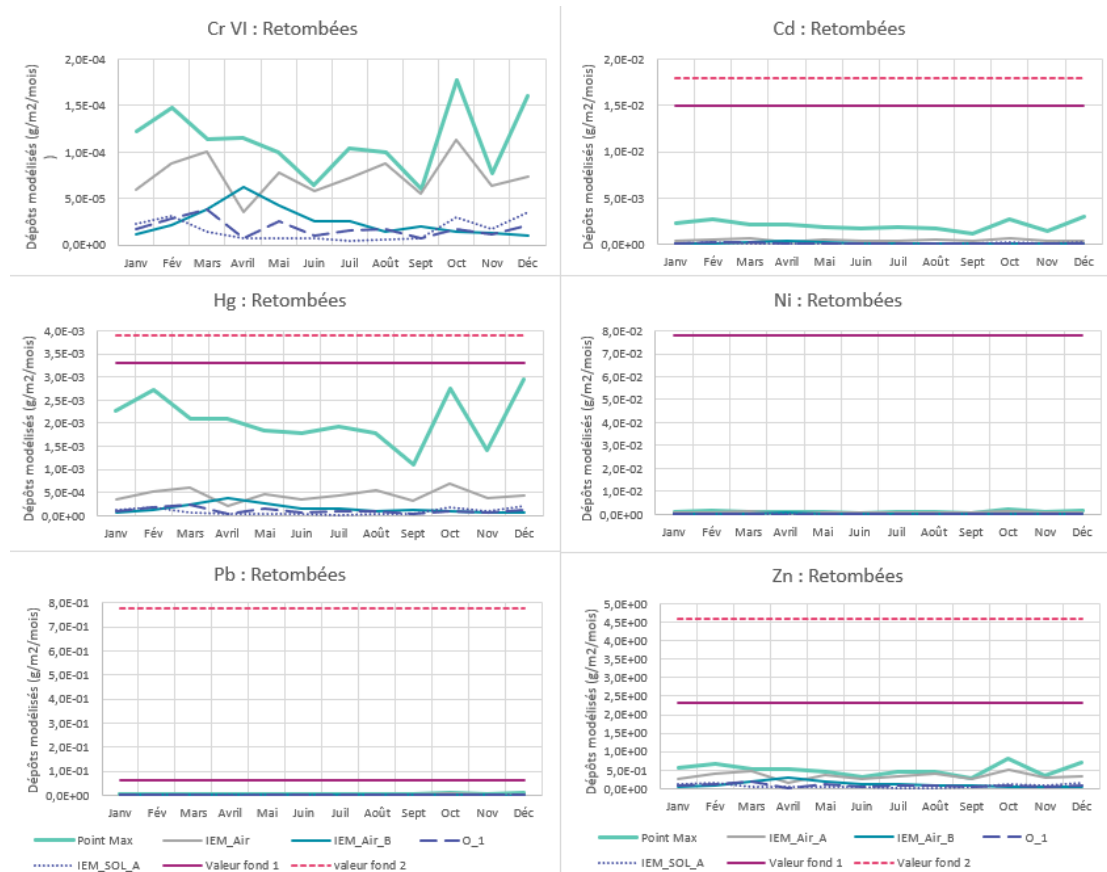 Cr VI : Retombées
Dépôts modélisés (g/m2/mois)
)
2,0E-04
1,5E-04
1,0E-04
5,0E-05
0,0E+00
Janv Fév Mars Avril Mai Juin Juil Août Sept Oct Nov Déc
Cd : Retombées
Dépôts modélisés (g/m2/mois)
2,0E-02
1,5E-02
1,0E-02
5,0E-03
0,0E+00
Janv Fév Mars Avril Mai Juin Juil Août Sept Oct Nov Déc
Hg : Retombées
Dépôts modélisés (g/m2/mois)
4,0E-03
3,5E-03
3,0E-03
2,5E-03
2,0E-03
1,5E-03
1,0E-03
5,0E-04
0,0E+00
Janv Fév Mars Avril Mai Juin Juil Août Sept Oct Nov Déc
Ni : Retombées
Dépôts modélisés (g/m2/mois)
8,0E-02
7,0E-02
6,0E-02
5,0E-02
4,0E-02
3,0E-02
2,0E-02
1,0E-02
0,0E+00
Janv Fév Mars Avril Mai Juin Juil Août Sept Oct Nov Déc
Pb : Retombées
Dépôts modélisés (g/m2/mois)
8,0E-01
7,0E-01
6,0E-01
5,0E-01
4,0E-01
3,0E-01
2,0E-01
1,0E-01
0,0E+00
Janv Fév Mars Avril Mai Juin Juil Août Sept Oct Nov Déc
Point Max IEM_Air IEM_Air_B O_1
IEM_SOL_A Valeur fond 1 valeur fond 2
Zn : Retombées
Dépôts modélisés (g/m2/mois)
5,0E+00
4,5E+00
4,0E+00
3,5E+00
3,0E+00
2,5E+00
2,0E+00
1,5E+00
1,0E+00
5,0E-01
0,0E+00
Janv Fév Mars Avril Mai Juin Juil Août Sept Oct Nov Déc
Point Max IEM_Air_A IEM_Air_B O_1
IEM_SOL_A Valeur fond 1 Valeur fond 2